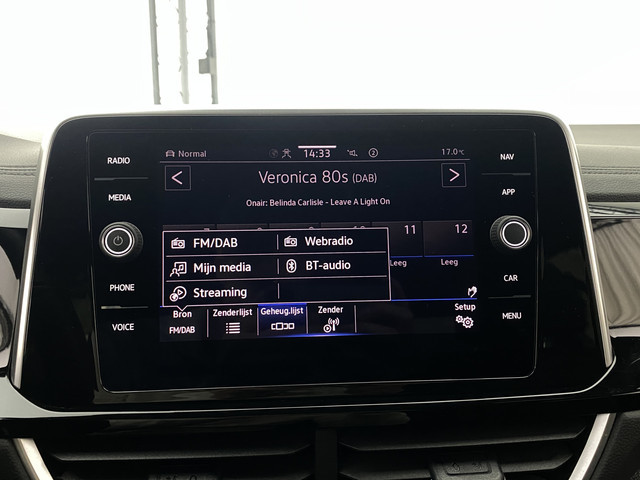 RADIO
MEDIA
PHONE
VOICE
NAV
APP
CAR
MENU
Normal 14:33 2 17.0°C
Veronica 80s (DAB)
Onair: Belinda Carlisle - Leave A Light On
11 12
Leeg Leeg
FM/DAB Webradio
Mijn media BT-audio
Streaming
Bron Zenderlijst Geheug.lijst Zender Setup
FM/DAB